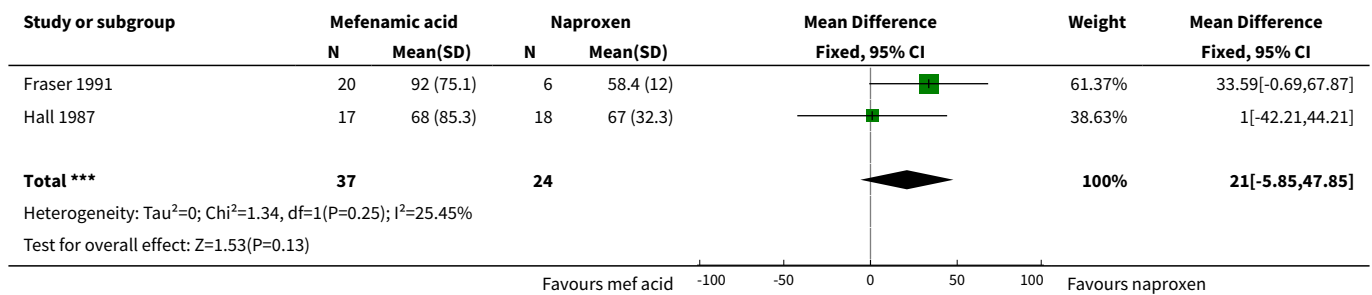 Study or subgroup Mefenamic acid Naproxen Mean Difference Weight Mean Difference
N Mean(SD) N Mean(SD) Fixed, 95% CI Fixed, 95% CI
Fraser 1991 20 92 (75.1) 6 58.4 (12) 61.37% 33.59[-0.69,67.87]
Hall 1987 17 68 (85.3) 18 67 (32.3) 38.63% 1[-42.21,44.21]
Total *** 37 24 100% 21[-5.85,47.85]
Heterogeneity: Tau²=0; Chi²=1.34, df=1(P=0.25); I²=25.45%
Test for overall effect: Z=1.53(P=0.13)
Favours mef acid -100 -50 0 50 100 Favours naproxen